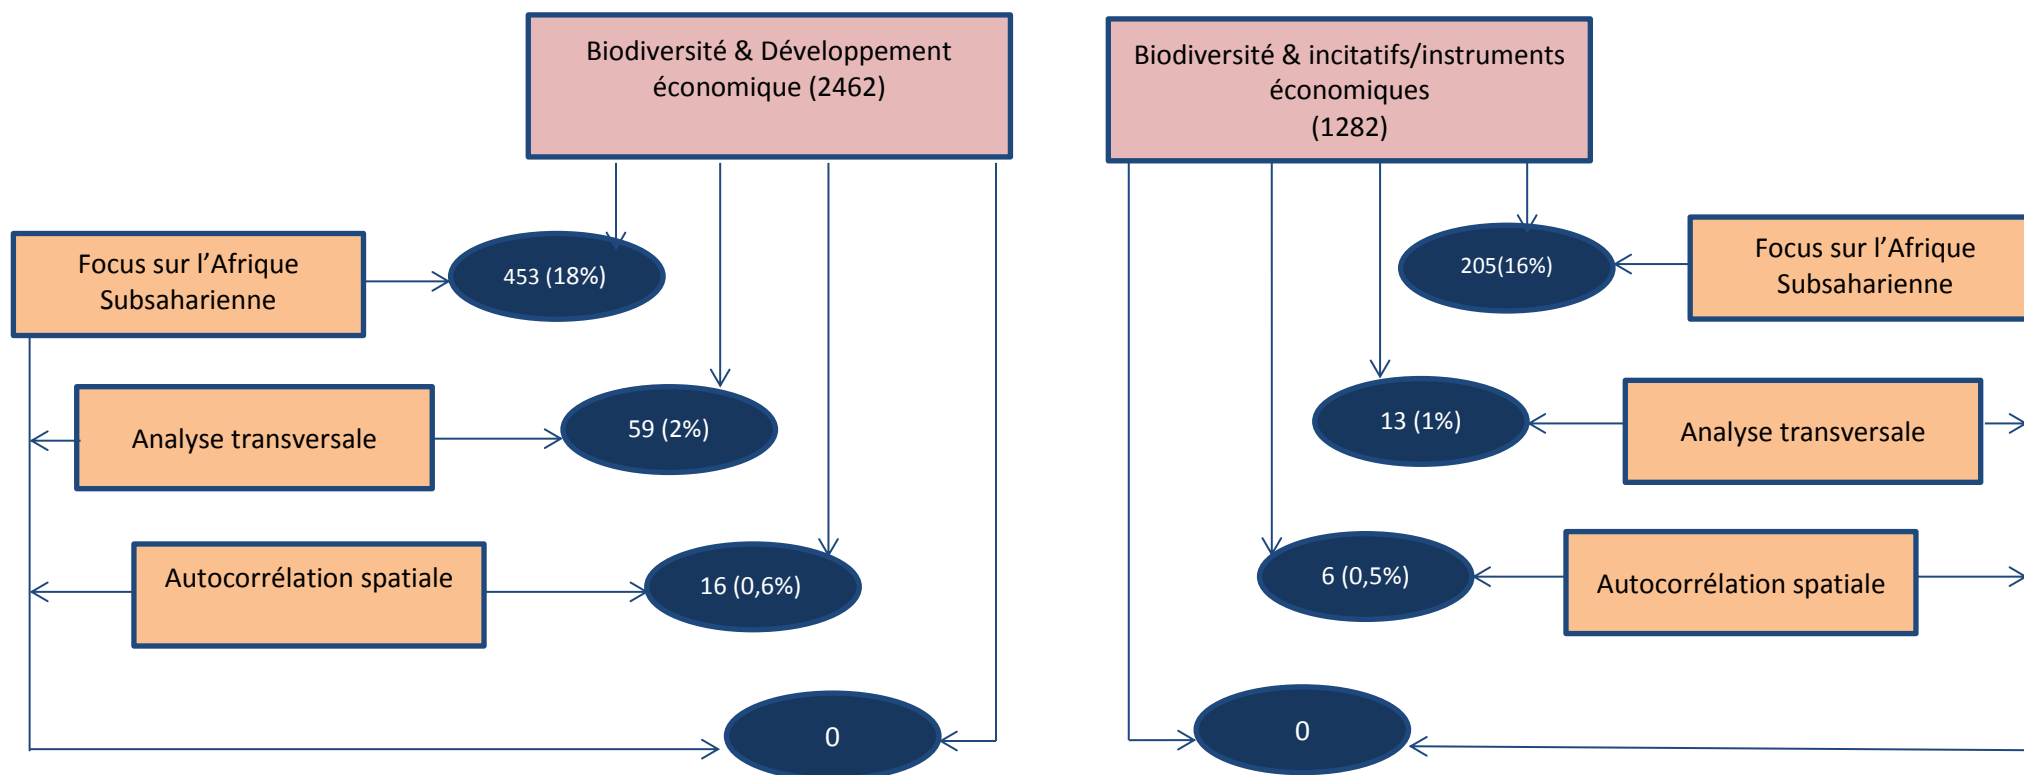 Biodiversité & Développement
économique (2462)
Focus sur l’Afrique
Subsaharienne
453 (18%)
Analyse transversale
59 (2%)
Autocorrélation spatiale
16 (0,6%)
0
Biodiversité & incitatifs/instruments
économiques
(1282)
205(16%)
Focus sur l’Afrique
Subsaharienne
13 (1%)
Analyse transversale
6 (0,5%)
Autocorrélation spatiale
0